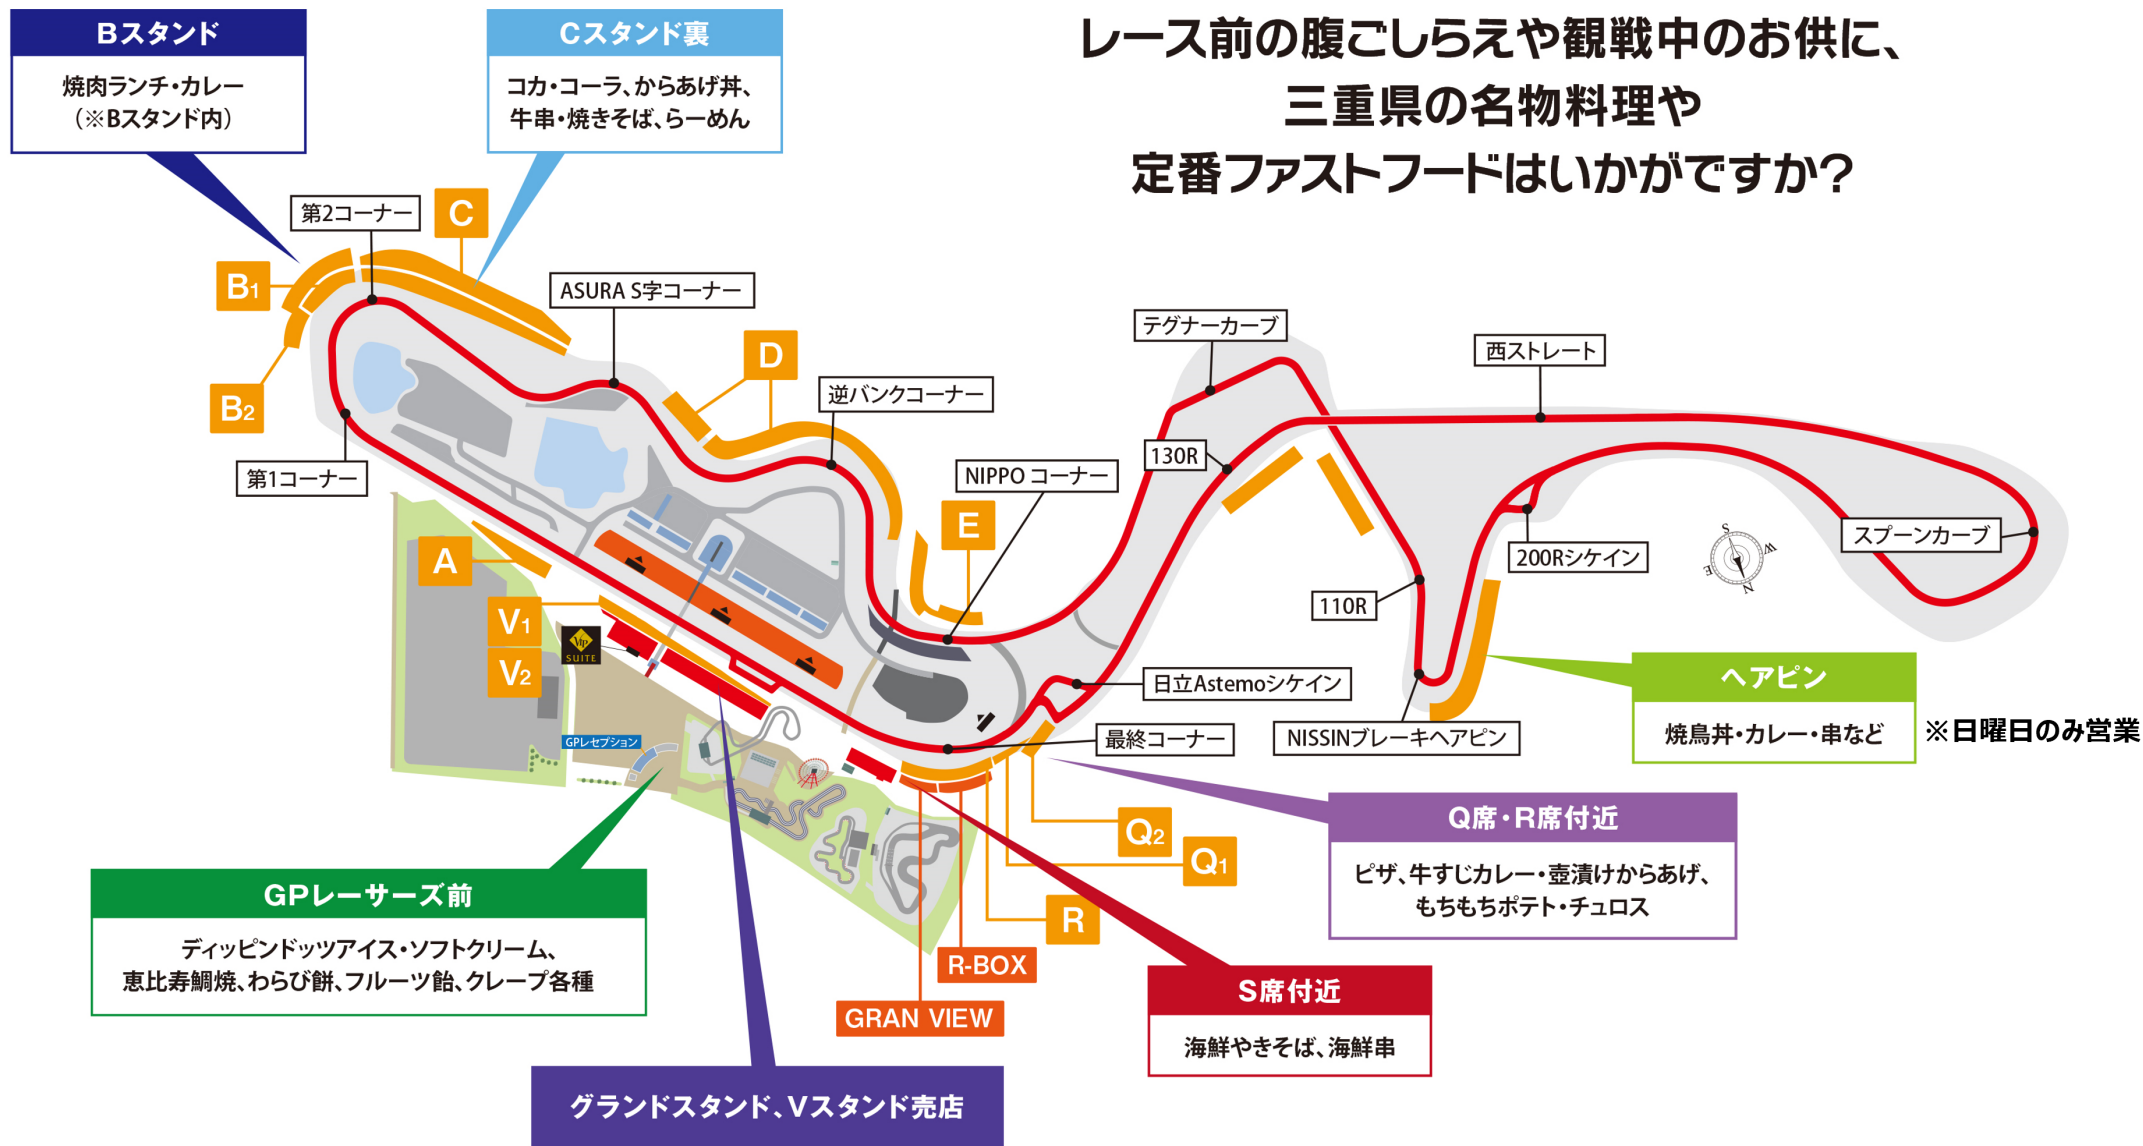 レース前の腹ごしらえや観戦中のお供に、
三重県の名物料理や
定番ファストフードはいかがですか？
Bスタンド
焼肉ランチ・カレー
（※Bスタンド内）
Cスタンド裏
コカ・コーラ、からあげ丼、
牛串・焼きそば、らーめん
第2コーナー
C
B1
B2
第1コーナー
ASURA S字コーナー
D
逆バンクコーナー
NIPPO コーナー
E
テグナーカーブ
130R
西ストレート
スプーンカーブ
200Rシケイン
110R
S
W
E
N
A
V1
V2
VIP
SUITE
GPレセプション
日立Astemoシケイン
最終コーナー
NISSINブレーキヘアピン
ヘアピン
焼鳥丼・カレー・串など
※日曜日のみ営業
Q2
Q1
R
R-BOX
GRAN VIEW
Q席・R席付近
ピザ、牛すじカレー・壺漬けからあげ、
もちもちポテト・チュロス
GPレーサーズ前
ディッピンドッツアイス・ソフトクリーム、
恵比寿鯛焼、わらび餅、フルーツ飴、クレープ各種
S席付近
海鮮やきそば、海鮮串
グランドスタンド、Vスタンド売店